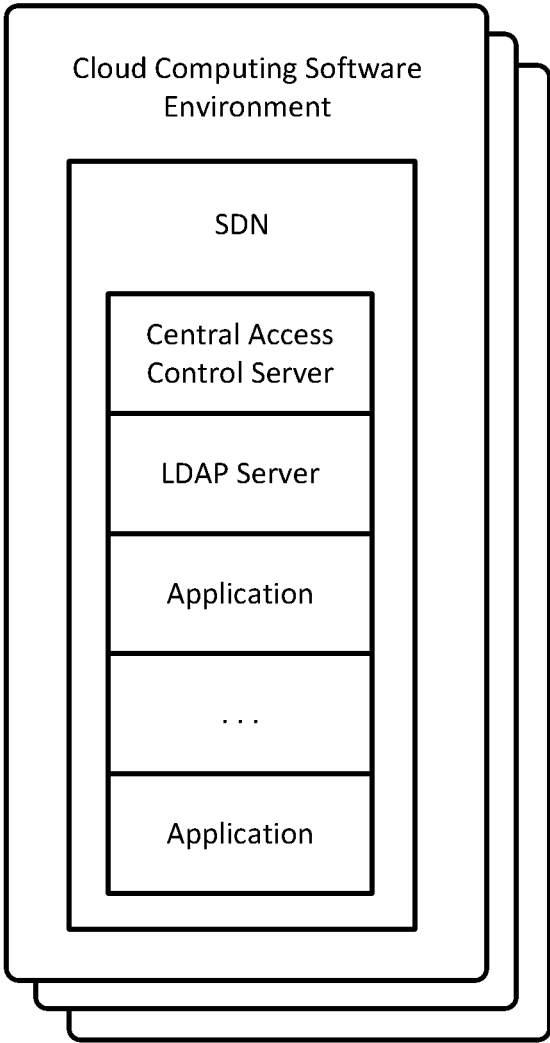 Cloud Computing Software
Environment
SDN
Central Access
Control Server
LDAP Server
Application
. . .
Application